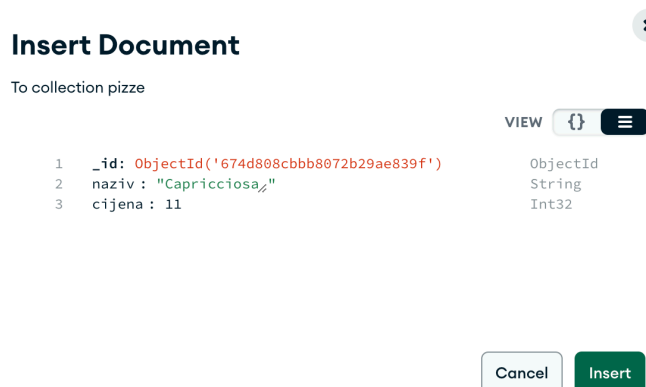 Insert Document
To collection pizze
VIEW {}
1 _id: ObjectId('674d808cbbb8072b29ae839f') ObjectId
2 naziv : "Capricciosa" String
3 cijena : 11 Int32
Cancel Insert